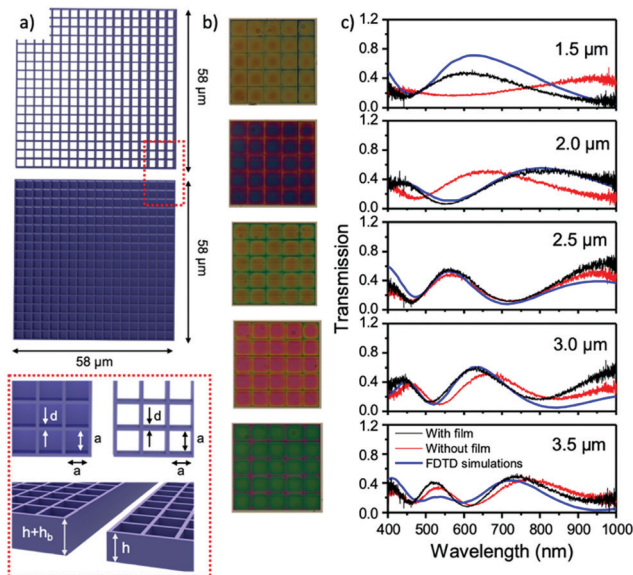 a)
58 µm
58 µm
58 µm
d
d
a
a
a
a
h+hb
h
b)
c)
1.2
0.8
0.4
0.0
1.5 µm
1.2
0.8
0.4
0.0
2.0 µm
1.2
0.8
0.4
0.0
2.5 µm
1.2
0.8
0.4
0.0
3.0 µm
1.2
0.8
0.4
0.0
3.5 µm
With film
Without film
FDTD simulations
Transmission
400 500 600 700 800 900 1000
Wavelength (nm)